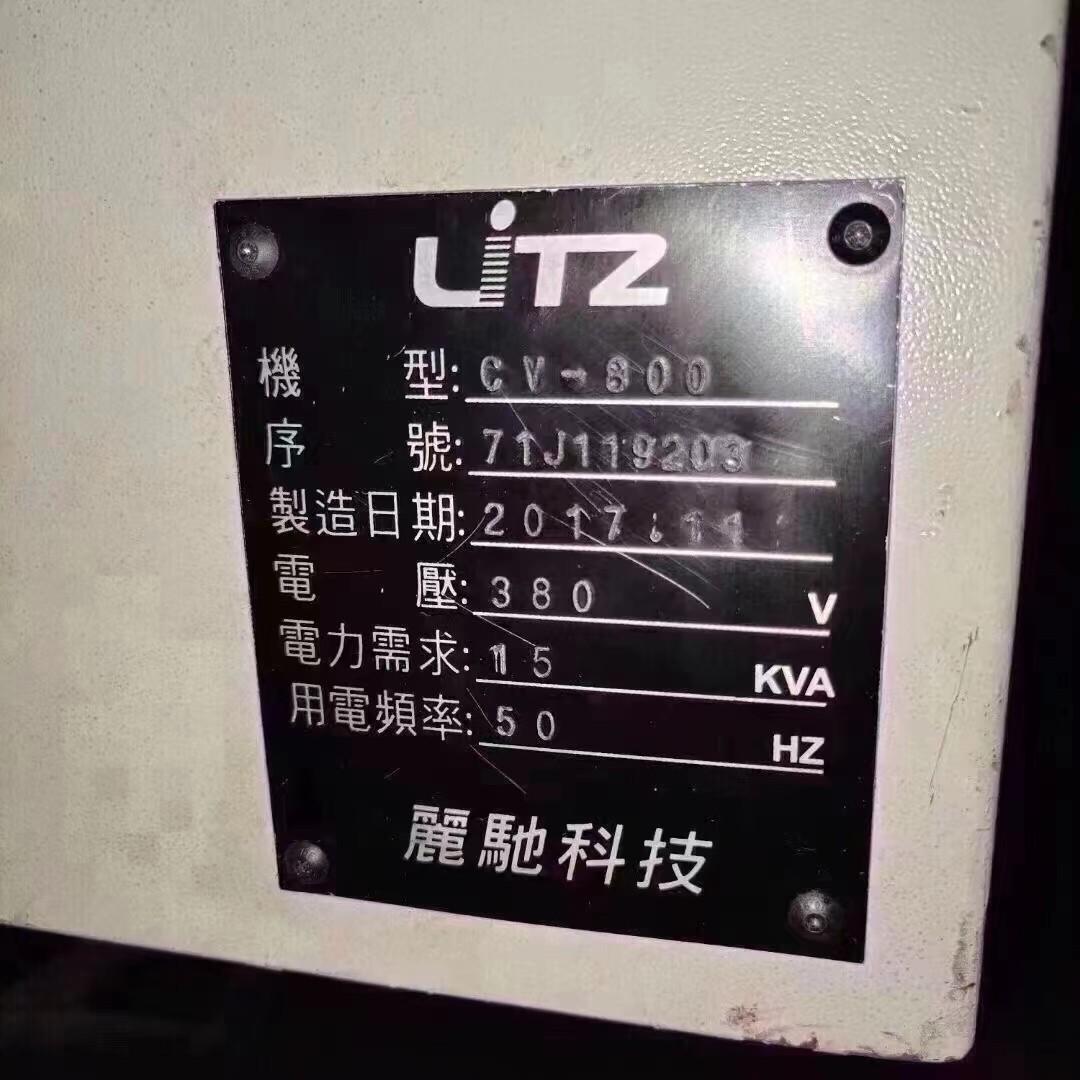 LiTZ
機型: CV-800
序號: 71J119203
製造日期: 2017.11
電壓: 380 V
電力需求: 15 KVA
用電頻率: 50 HZ
麗馳科技